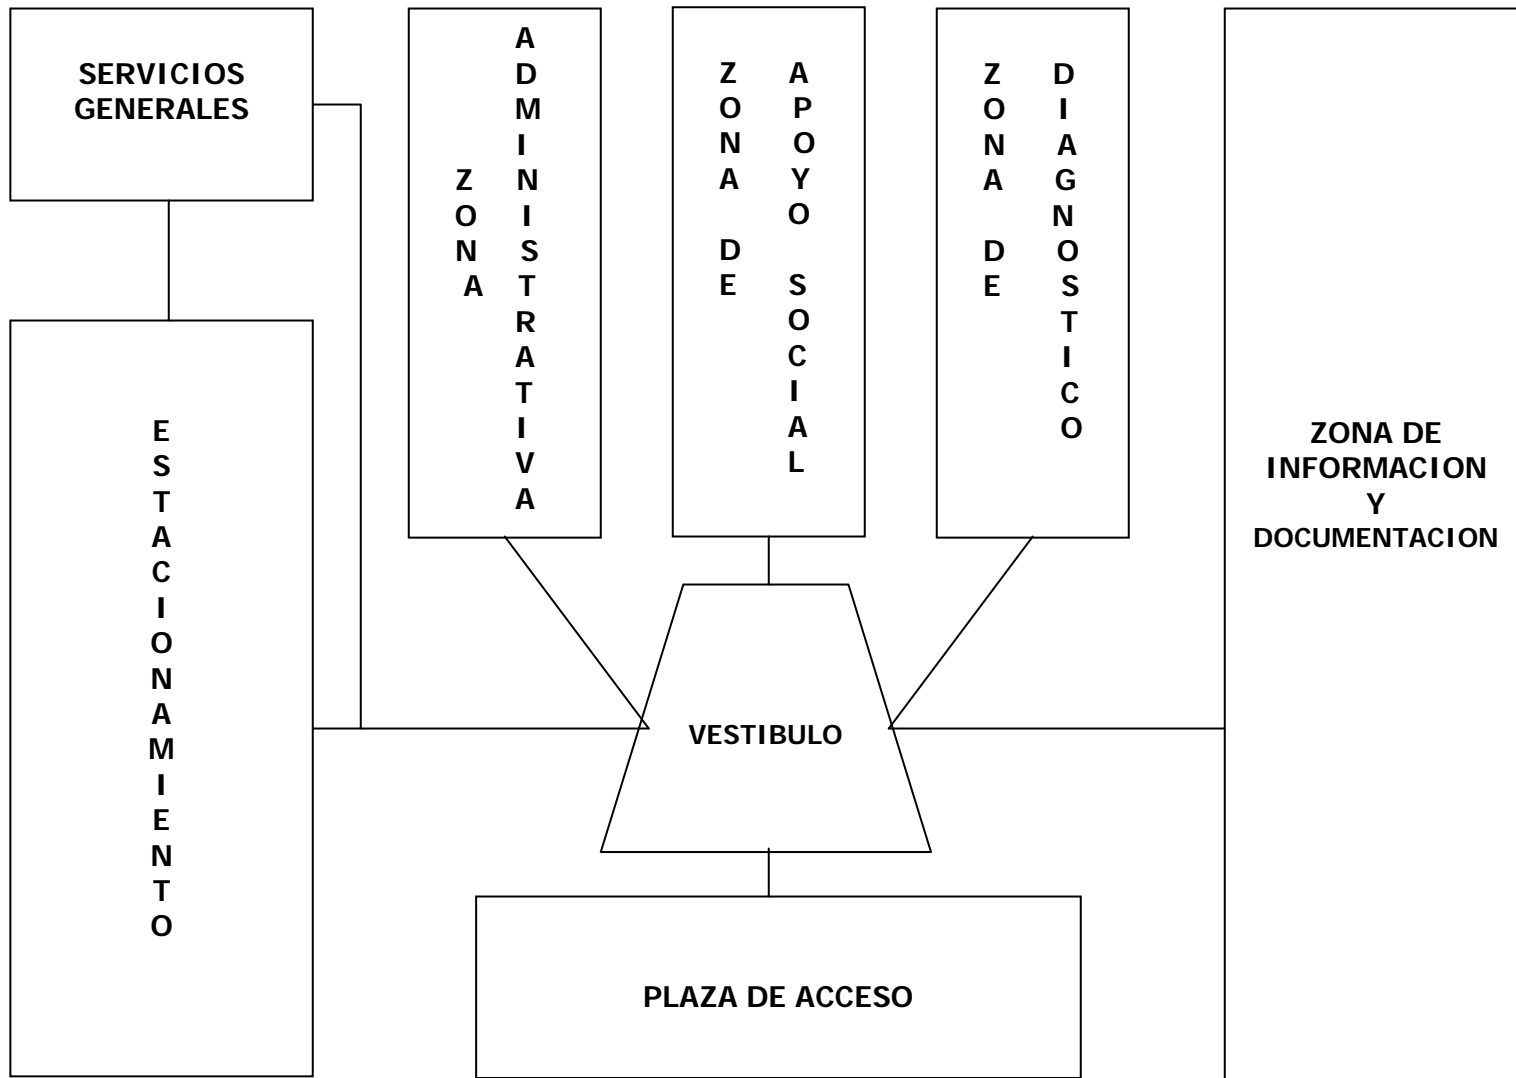 SERVICIOS
GENERALES
ZONA
ADMINISTRATIVA
ZONA DE
APOYO SOCIAL
ZONA DE
DIAGNOSTICO
ESTACIONAMIENTO
ZONA DE
INFORMACION
Y
DOCUMENTACION
VESTIBULO
PLAZA DE ACCESO